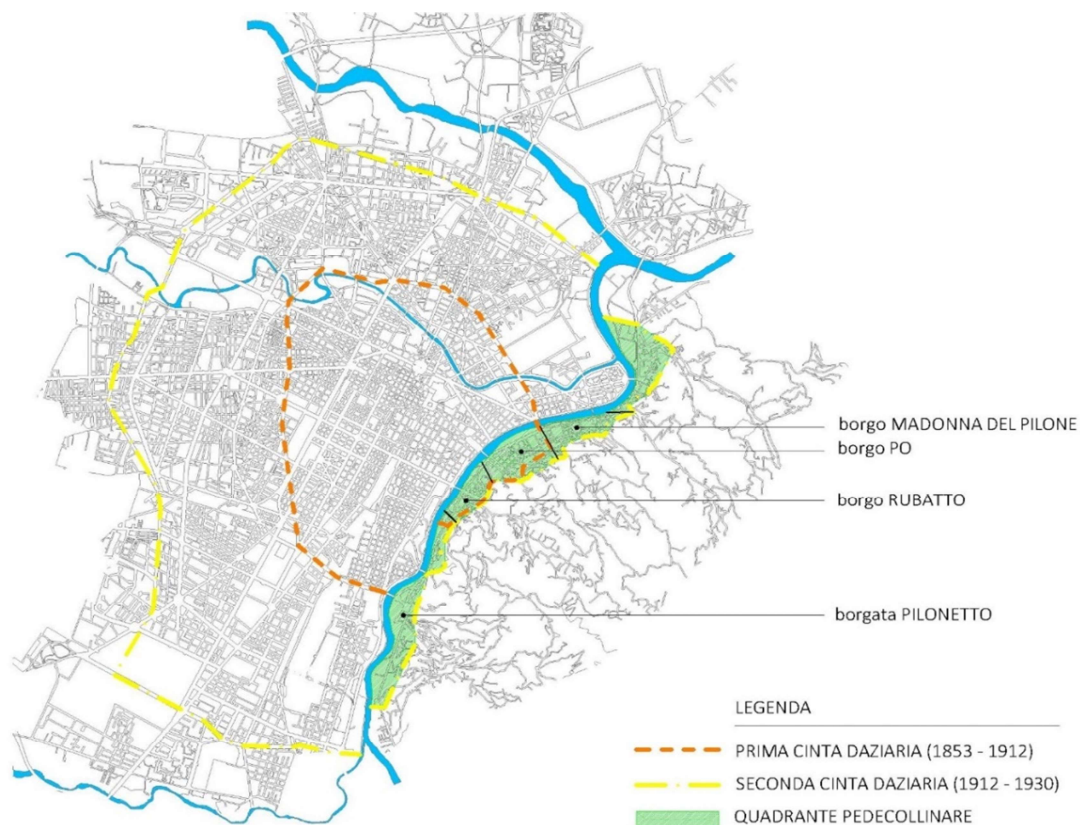 borgo MADONNA DEL PILONE
borgo PO
borgo RUBATTO
borgata PILONETTO
LEGENDA
PRIMA CINTA DAZIARIA (1853 - 1912)
SECONDA CINTA DAZIARIA (1912 - 1930)
QUADRANTE PEDECOLLINARE